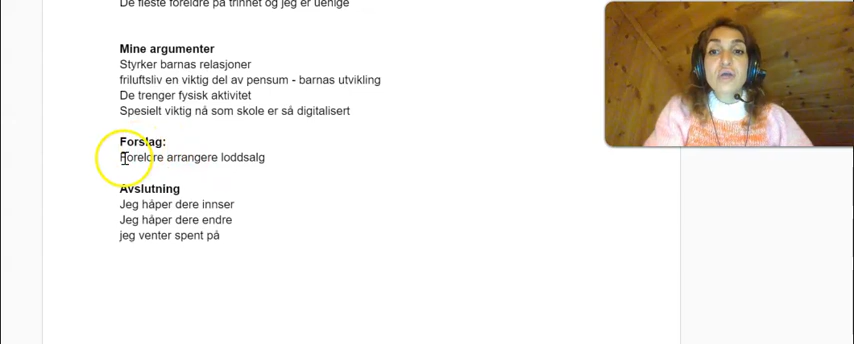 De fleste foreldre på trinnet og jeg er uenige
Mine argumenter
Styrker barnas relasjoner
friluftsliv en viktig del av pensum - barnas utvikling
De trenger fysisk aktivitet
Spesielt viktig nå som skole er så digitalisert
Forslag:
Foreldre arrangere loddsalg
Avslutning
Jeg håper dere innser
Jeg håper dere endre
jeg venter spent på